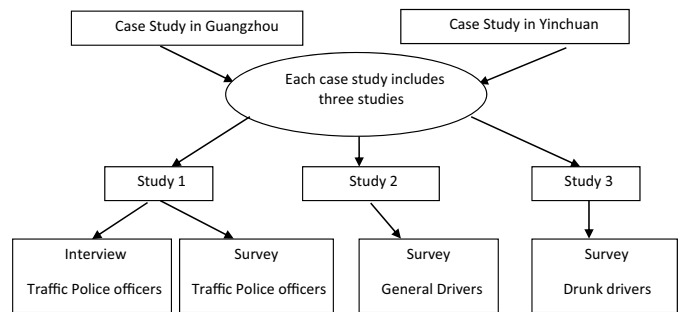 Case Study in Guangzhou
Case Study in Yinchuan
Each case study includes
three studies
Study 1
Study 2
Study 3
Interview
Traffic Police officers
Survey
Traffic Police officers
Survey
General Drivers
Survey
Drunk drivers